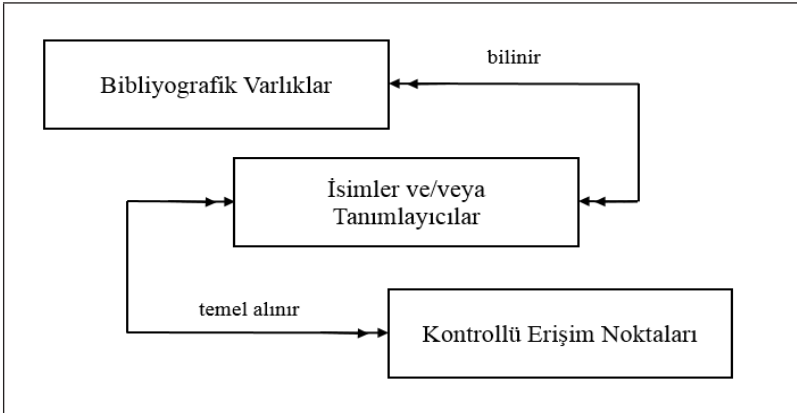 bilinir
Bibliyografik Varlıklar
İsimler ve/veya
Tanımlayıcılar
temel alınır
Kontrollü Erişim Noktaları